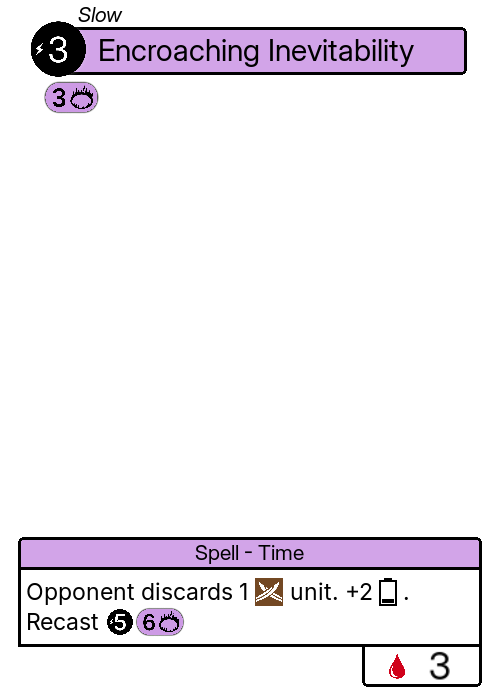 Slow
3 Encroaching Inevitability
3
Spell - Time
Opponent discards 1 unit. +2 .
Recast 5 6
3